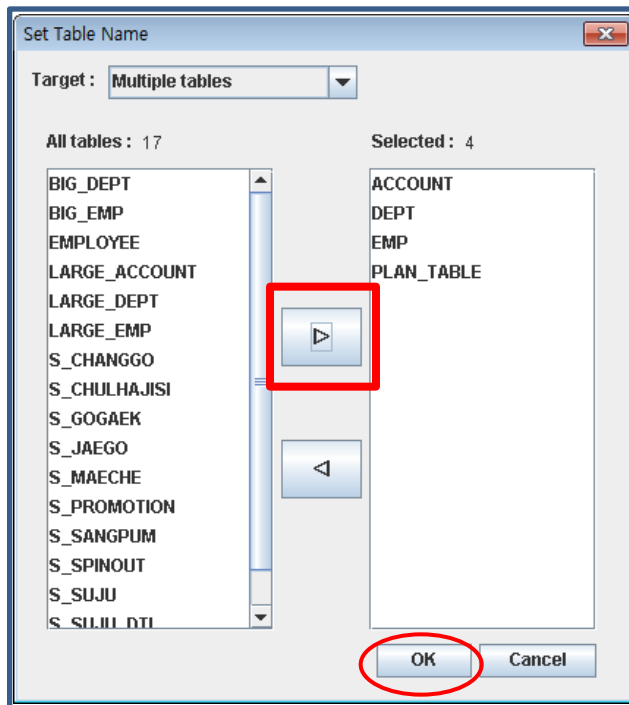 Set Table Name
Target : Multiple tables
All tables : 17
BIG_DEPT
BIG_EMP
EMPLOYEE
LARGE_ACCOUNT
LARGE_DEPT
LARGE_EMP
S_CHANGGO
S_CHULHAJISI
S_GOGAEK
S_JAEGO
S_MAECHE
S_PROMOTION
S_SANGPUM
S_SPINOUT
S_SUJU
S_SUJU_DTL
Selected : 4
ACCOUNT
DEPT
EMP
PLAN_TABLE
OK Cancel